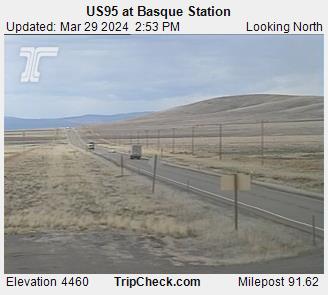 US95 at Basque Station
Updated: Mar 29 2024 2:53 PM Looking North
Elevation 4460 TripCheck.com Milepost 91.62